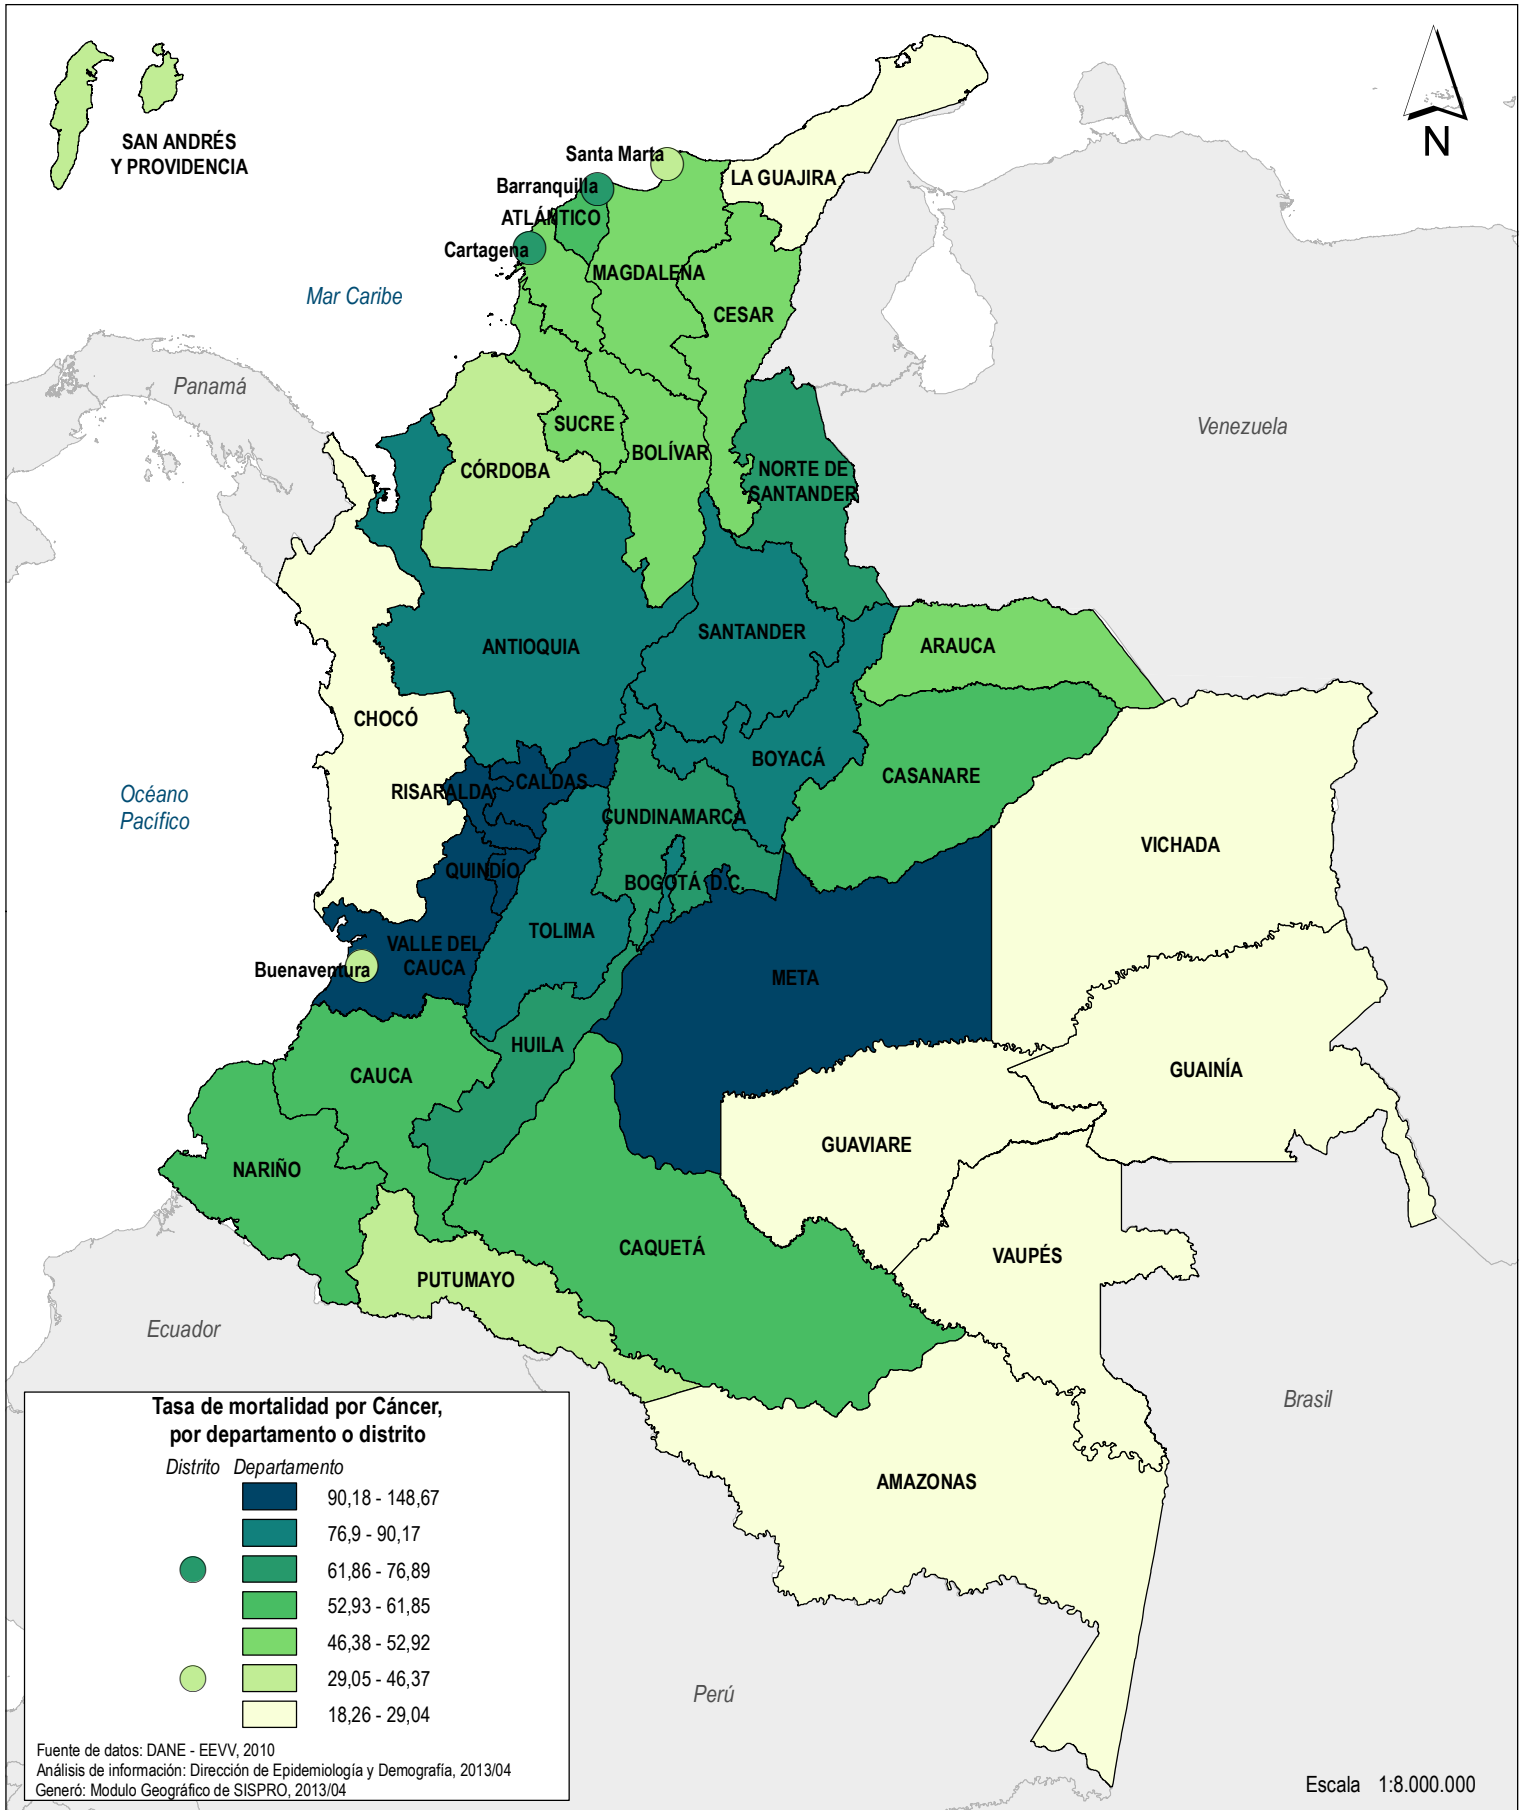 SAN ANDRÉS
Y PROVIDENCIA
N
Santa Marta
LA GUAJIRA
Barranquilla
ATLÁNTICO
Cartagena
MAGDALENA
Mar Caribe
CESAR
Panamá
SUCRE
Venezuela
BOLÍVAR
CÓRDOBA
NORTE DE
SANTANDER
SANTANDER
ANTIOQUIA
ARAUCA
CHOCÓ
BOYACÁ
CASANARE
RISARALDA
CALDAS
Océano
Pacífico
CUNDINAMARCA
VICHADA
QUINDÍO
BOGOTÁ D.C.
TOLIMA
VALLE DEL
CAUCA
Buenaventura
META
HUILA
CAUCA
GUAINÍA
GUAVIARE
NARIÑO
CAQUETÁ
VAUPÉS
PUTUMAYO
Ecuador
Brasil
AMAZONAS
Perú
Tasa de mortalidad por Cáncer,
por departamento o distrito
Distrito Departamento
90,18 - 148,67
76,9 - 90,17
61,86 - 76,89
52,93 - 61,85
46,38 - 52,92
29,05 - 46,37
18,26 - 29,04
Fuente de datos: DANE - EEVV, 2010
Análisis de información: Dirección de Epidemiología y Demografía, 2013/04
Generó: Modulo Geográfico de SISPRO, 2013/04
Escala 1:8.000.000